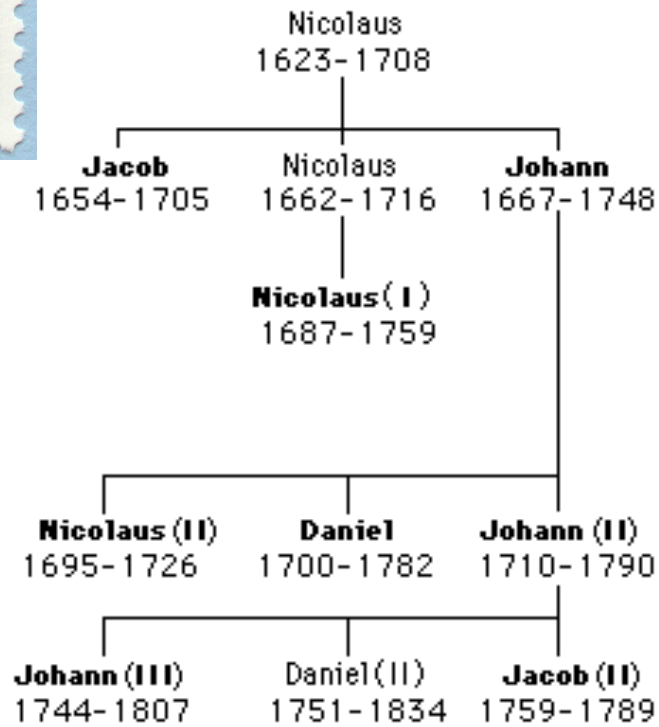 Nicolaus
1623-1708
Jacob Nicolaus Johann
1654-1705 1662-1716 1667-1748
Nicolaus(I)
1687-1759
Nicolaus (II) Daniel Johann (II)
1695-1726 1700-1782 1710-1790
Johann (III) Daniel(II) Jacob (II)
1744-1807 1751-1834 1759-1789